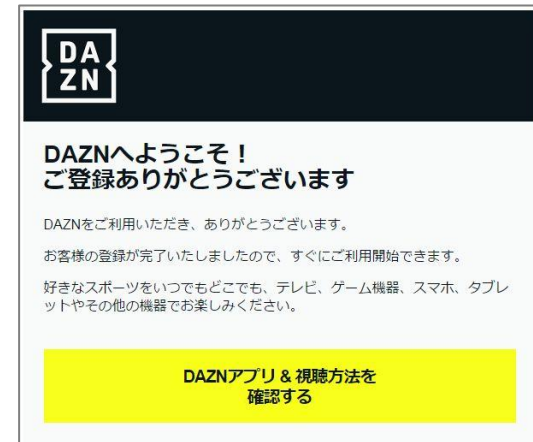 DA
ZN
DAZNへようこそ！
ご登録ありがとうございます
DAZNをご利用いただき、ありがとうございます。
お客様の登録が完了いたしましたので、すぐにご利用開始できます。
好きなスポーツをいつでもどこでも、テレビ、ゲーム機器、スマホ、タブレ
ットやその他の機器でお楽しみください。
DAZNアプリ & 視聴方法を
確認する